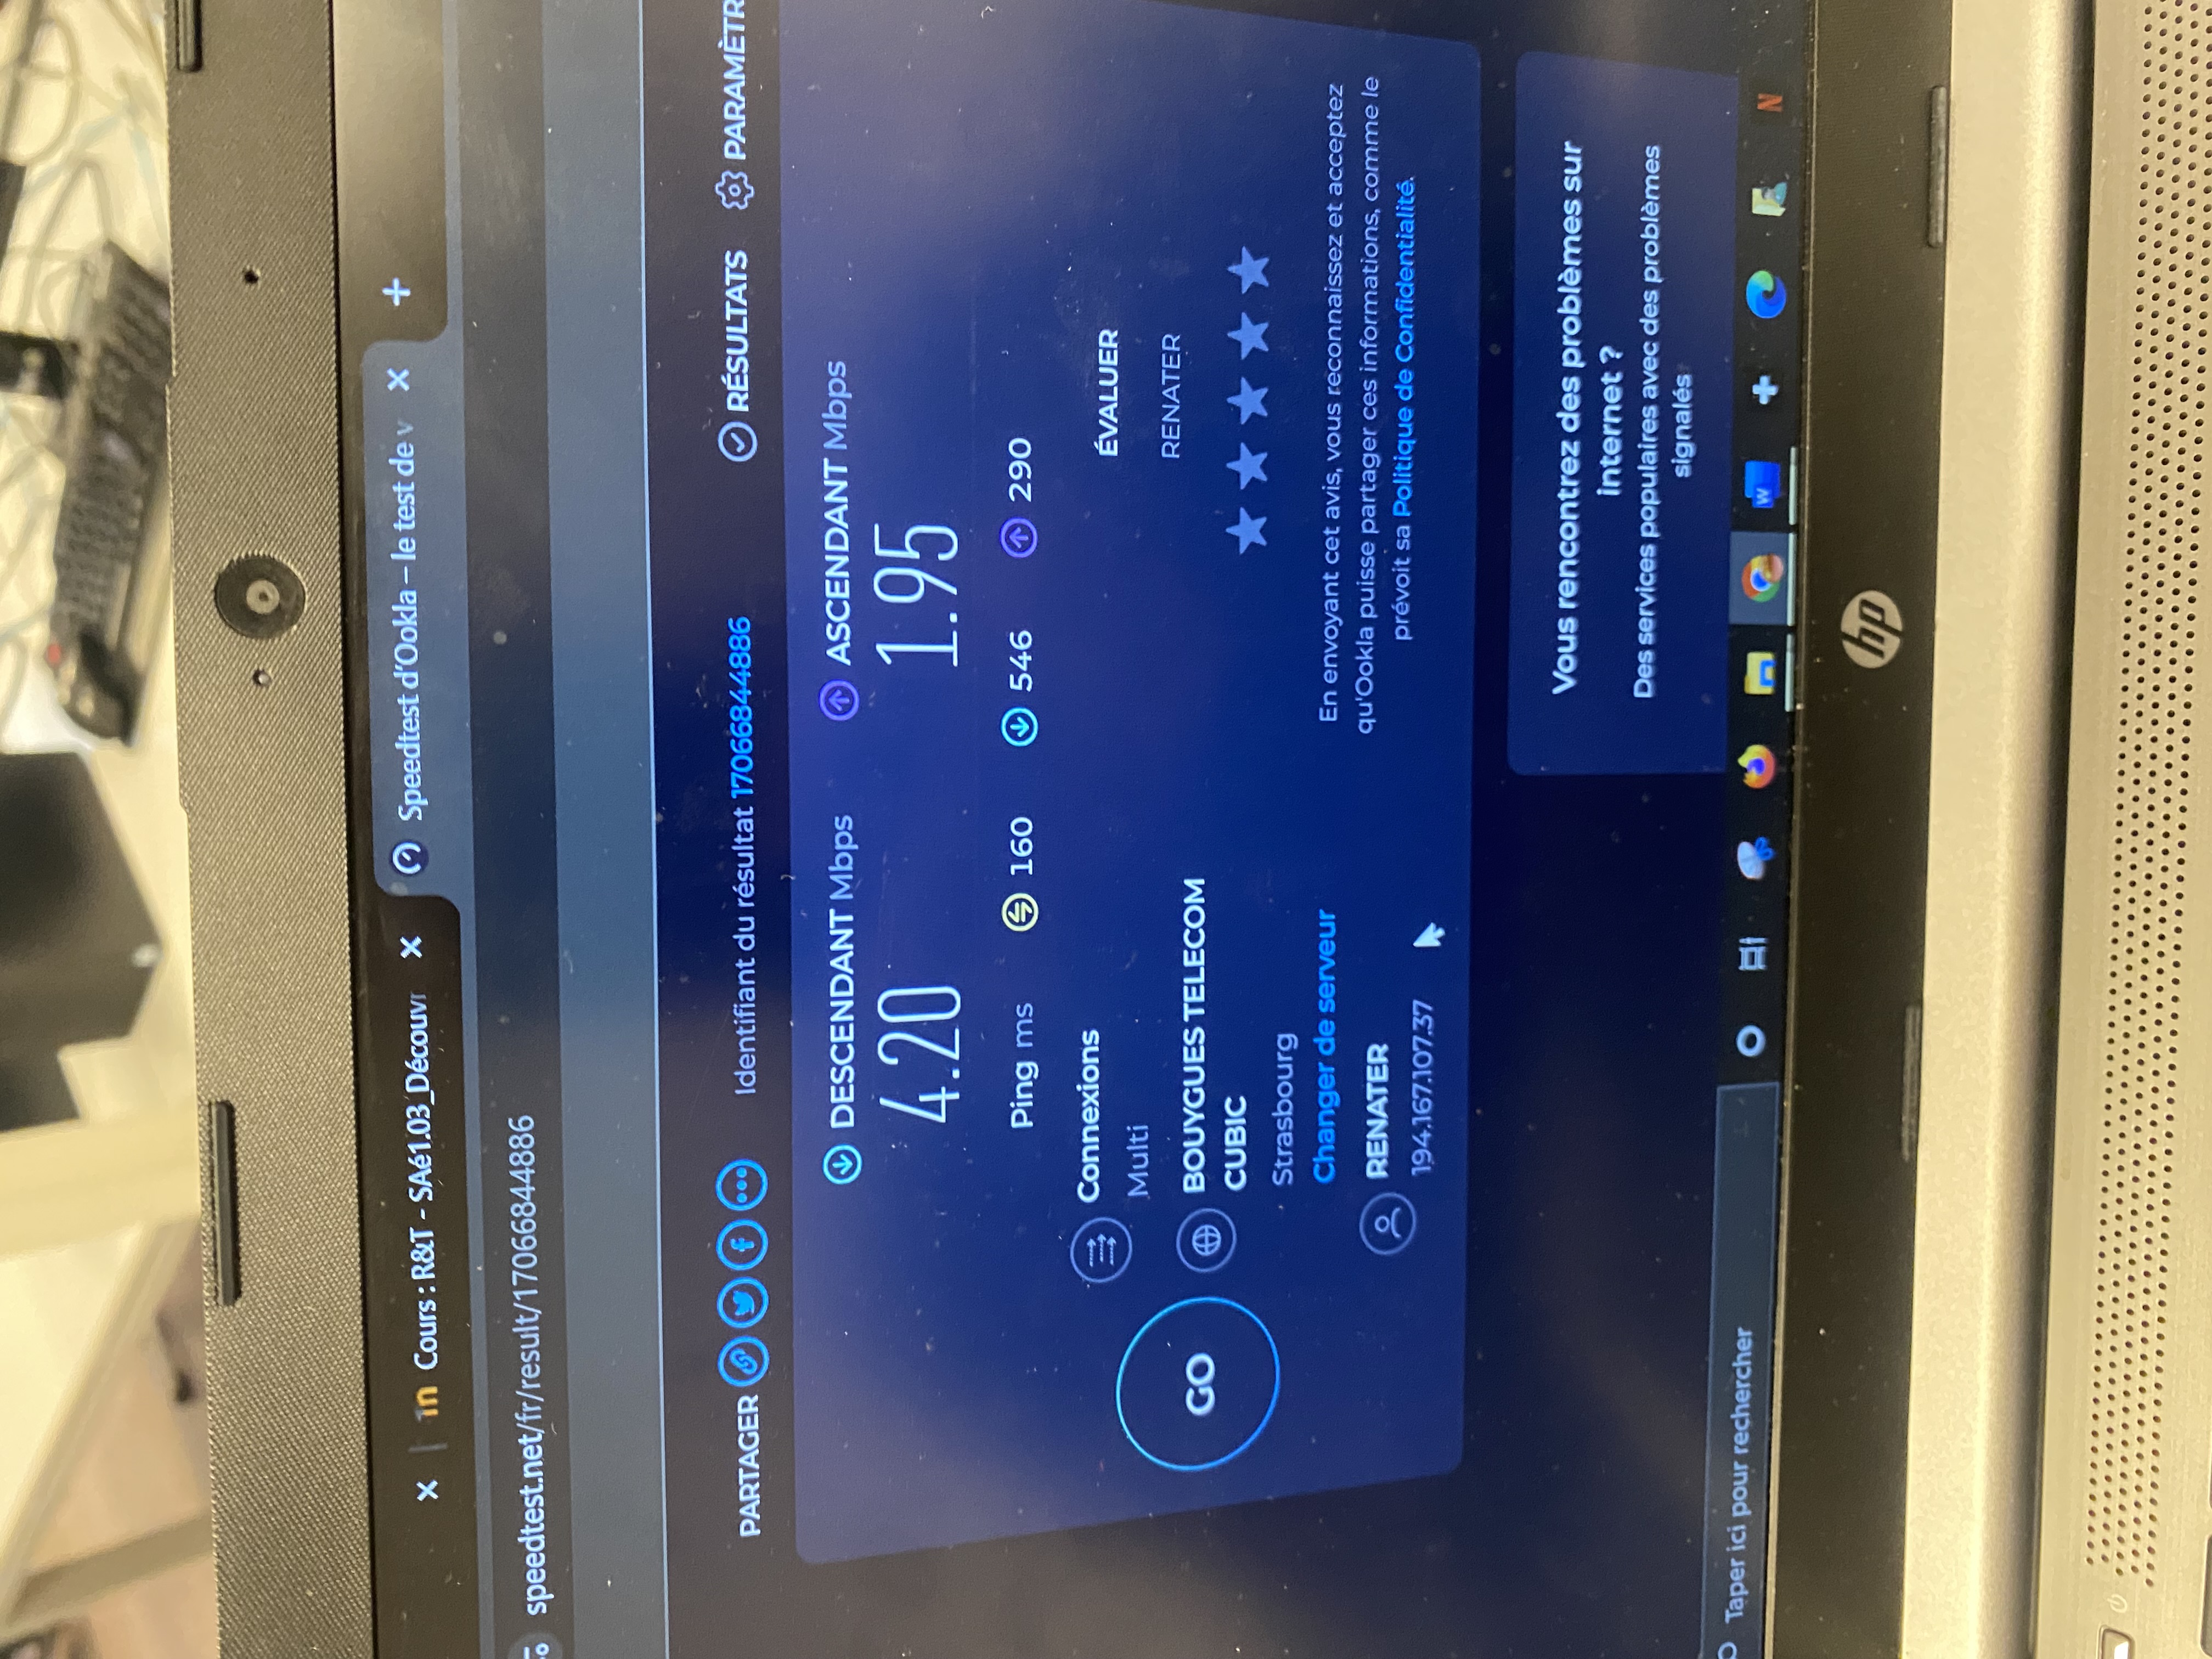 Cours : R&T - SAé1.03_Découvr
Speedtest d'Ookla – le test de v
speedtest.net/fr/result/17066844886
PARTAGER
Identifiant du résultat 17066844886
RÉSULTATS
PARAMÈTR
DESCENDANT Mbps
ASCENDANT Mbps
4.20
1.95
Ping ms 160 546 290
Connexions
Multi
GO
BOUYGUES TELECOM
CUBIC
Strasbourg
Changer de serveur
RENATER
194.167.107.37
ÉVALUER
RENATER
En envoyant cet avis, vous reconnaissez et acceptez
qu'Ookla puisse partager ces informations, comme le
prévoit sa Politique de Confidentialité.
Vous rencontrez des problèmes sur
internet ?
Des services populaires avec des problèmes
signalés
Taper ici pour rechercher
W
N
hp